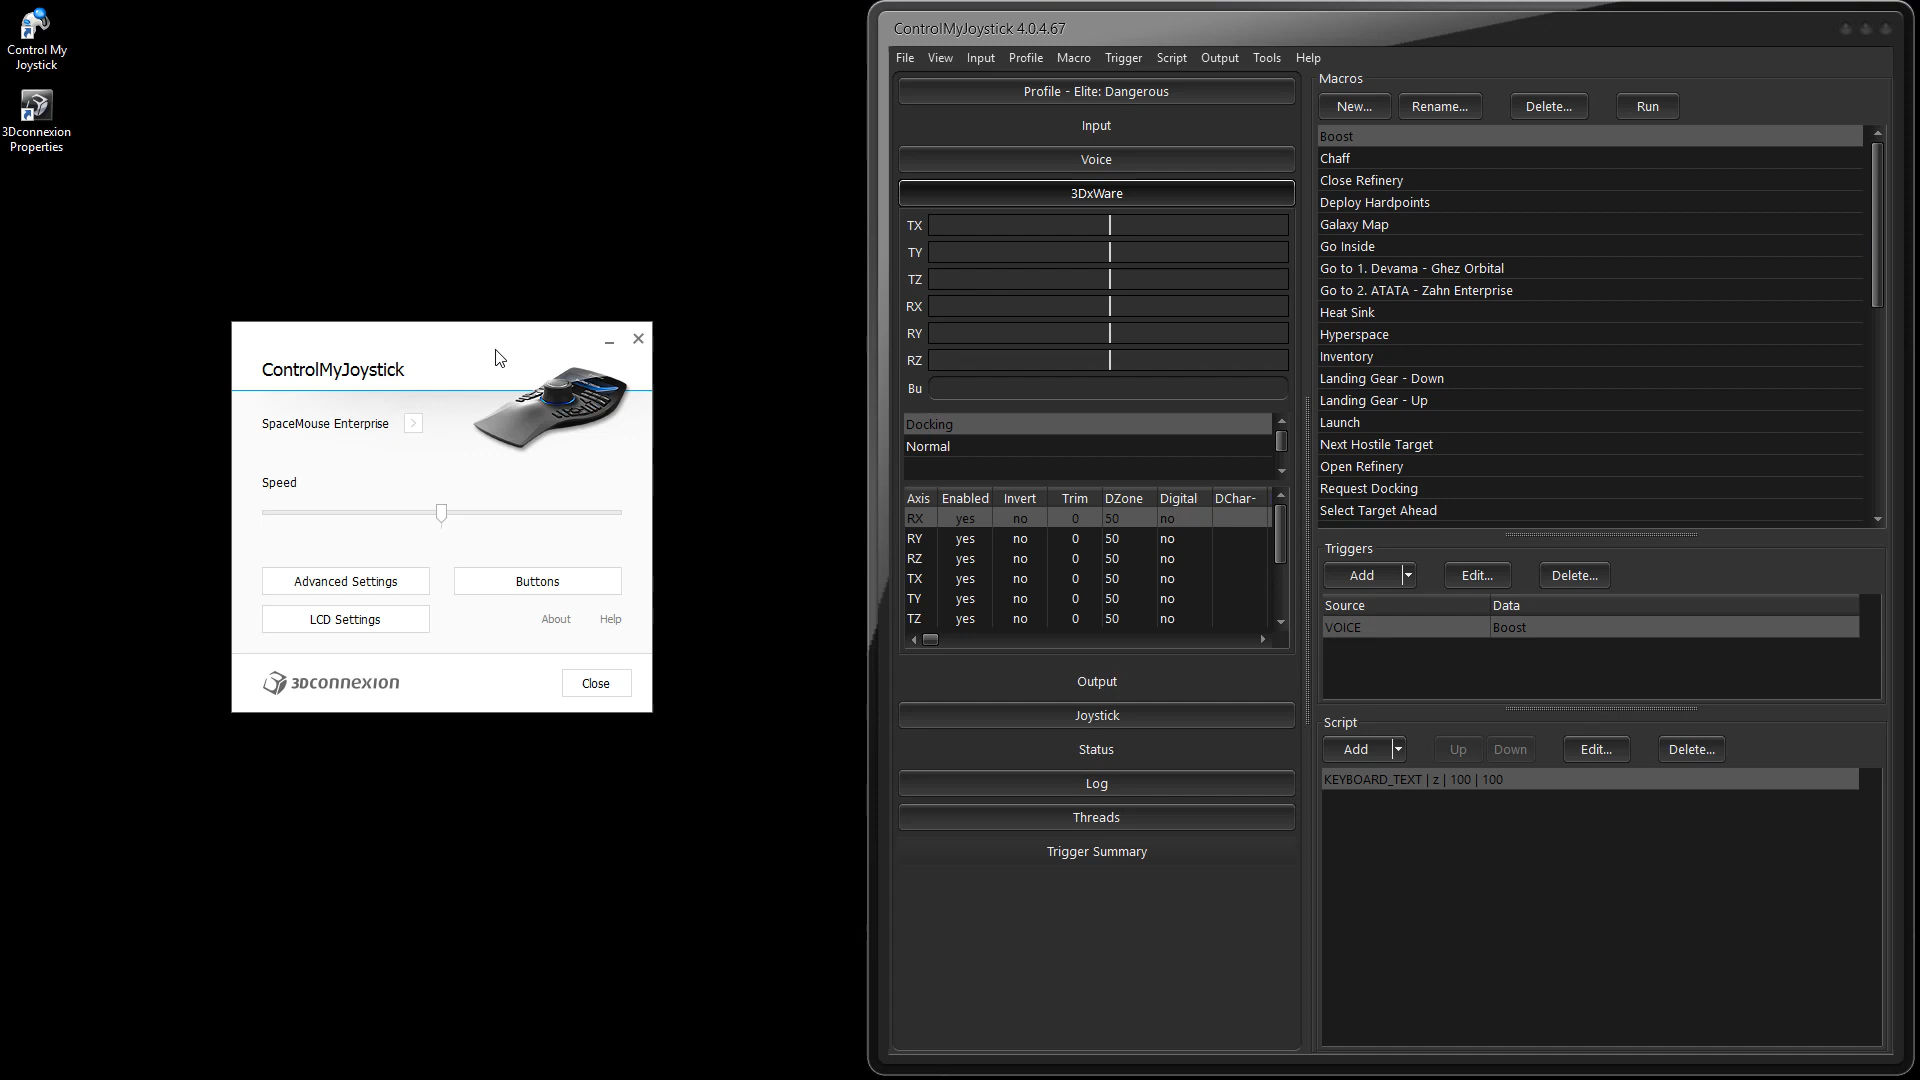 Control My
Joystick
3Dconnexion
Properties
ControlMyJoystick
SpaceMouse Enterprise
Speed
Advanced Settings
Buttons
LCD Settings
About
Help
3Dconnexion
Close
ControlMyJoystick 4.0.4.67
File View Input Profile Macro Trigger Script Output Tools Help
Profile - Elite: Dangerous
Input
Voice
3DxWare
TX
TY
TZ
RX
RY
RZ
Bu
Docking
Normal
Axis Enabled Invert Trim DZone Digital DChar-
RX yes no 0 50 no
RY yes no 0 50 no
RZ yes no 0 50 no
TX yes no 0 50 no
TY yes no 0 50 no
TZ yes no 0 50 no
Output
Joystick
Status
Log
Threads
Trigger Summary
Macros
New... Rename... Delete... Run
Boost
Chaff
Close Refinery
Deploy Hardpoints
Galaxy Map
Go Inside
Go to 1. Devama - Ghez Orbital
Go to 2. ATATA - Zahn Enterprise
Heat Sink
Hyperspace
Inventory
Landing Gear - Down
Landing Gear - Up
Launch
Next Hostile Target
Open Refinery
Request Docking
Select Target Ahead
Triggers
Add Edit... Delete...
Source Data
VOICE Boost
Script
Add Up Down Edit... Delete...
KEYBOARD_TEXT | z | 100 | 100